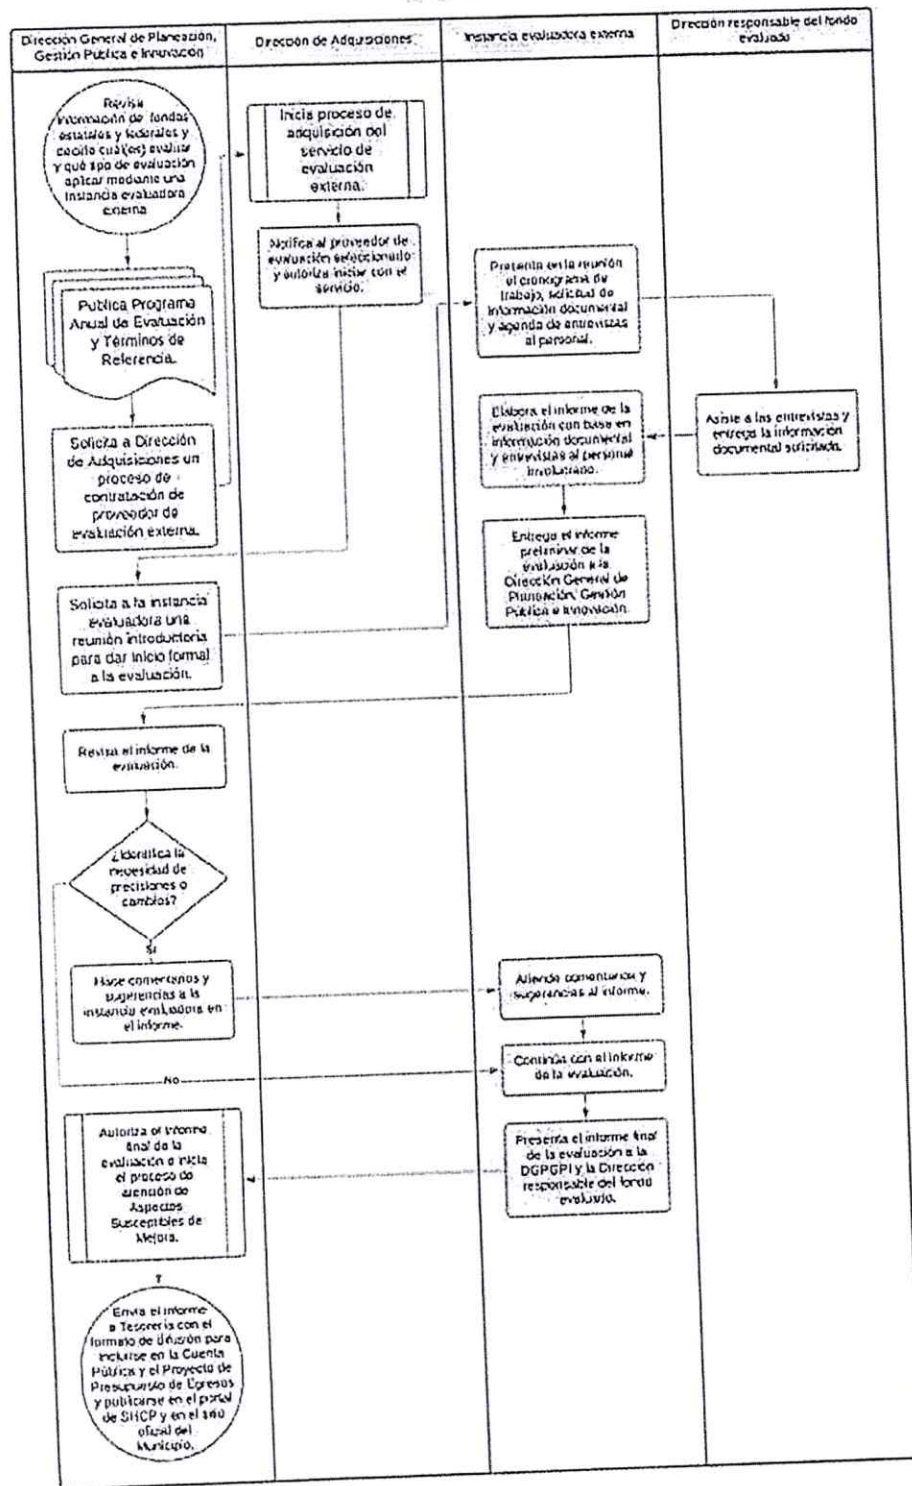 Dirección General de Planeación,
Gestión Pública e Innovación
Dirección de Adquisiciones
Instancia evaluadora externa
Dirección responsable del fondo
evaluado
Revisa
información de fondos
estatales y federales y
decide cuál(es) evaluar
y qué tipo de evaluación
aplicar mediante una
instancia evaluadora
externa
Publica Programa
Anual de Evaluación
y Términos de
Referencia.
Solicita a Dirección
de Adquisiciones un
proceso de
contratación de
proveedor de
evaluación externa.
Inicia proceso de
adquisición del
servicio de
evaluación
externa.
Notifica al proveedor de
evaluación seleccionado
y autoriza iniciar con el
servicio.
Solicita a la instancia
evaluadora una
reunión introductoria
para dar inicio formal
a la evaluación.
Presenta en la reunión
el cronograma de
trabajo, solicitud de
información documental
y agenda de entrevistas
al personal.
Asiste a las entrevistas y
entrega la información
documental solicitada.
Elabora el informe de la
evaluación con base en
información documental
y entrevistas al personal
involucrado.
Entrega el informe
preliminar de la
evaluación a la
Dirección General de
Planeación, Gestión
Pública e Innovación.
Revisa el informe de la
evaluación.
¿Identifica la
necesidad de
precisiones o
cambios?
Si
Hace comentarios y
sugerencias a la
instancia evaluadora en
el informe.
No
Atiende comentarios y
sugerencias al informe.
Continúa con el informe
de la evaluación.
Presenta el informe final
de la evaluación a la
DGPGPI y la Dirección
responsable del fondo
evaluado.
Autoriza el informe
final de la
evaluación e inicia
el proceso de
atención de
Aspectos
Susceptibles de
Mejora.
Envía el informe
a Tesorería con el
formato de difusión para
incluirse en la Cuenta
Pública y el Proyecto de
Presupuesto de Egresos
y publicarse en el portal
de SHCP y en el sitio
oficial del
Municipio.